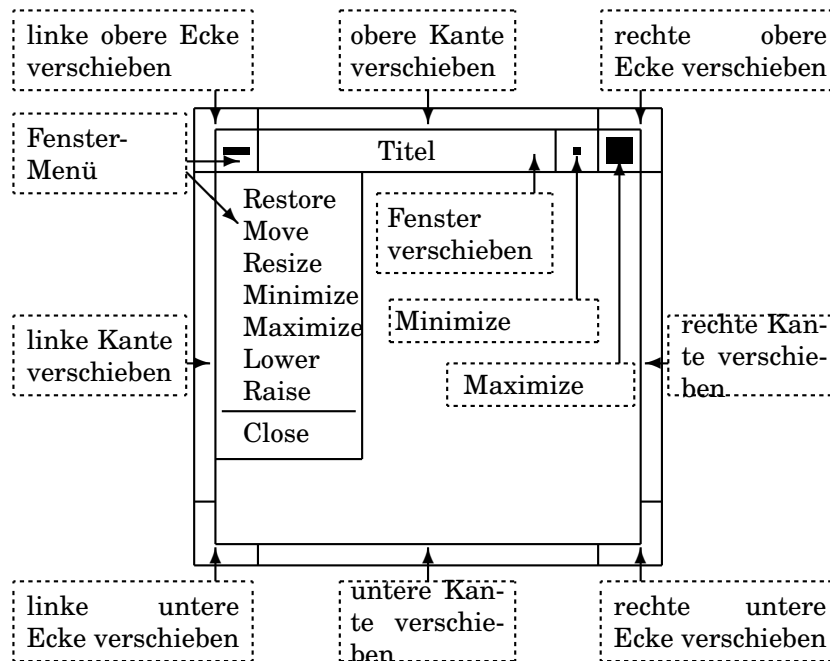 linke obere Ecke
verschieben
obere Kante
verschieben
rechte obere
Ecke verschieben
Fenster-
Menü
Titel
Restore
Move
Resize
Minimize
Maximize
Lower
Raise
Close
Fenster
verschieben
Minimize
Maximize
linke Kante
verschieben
rechte Kan-
te verschie-
ben
linke untere
Ecke verschieben
untere Kan-
te verschie-
ben
rechte untere
Ecke verschieben